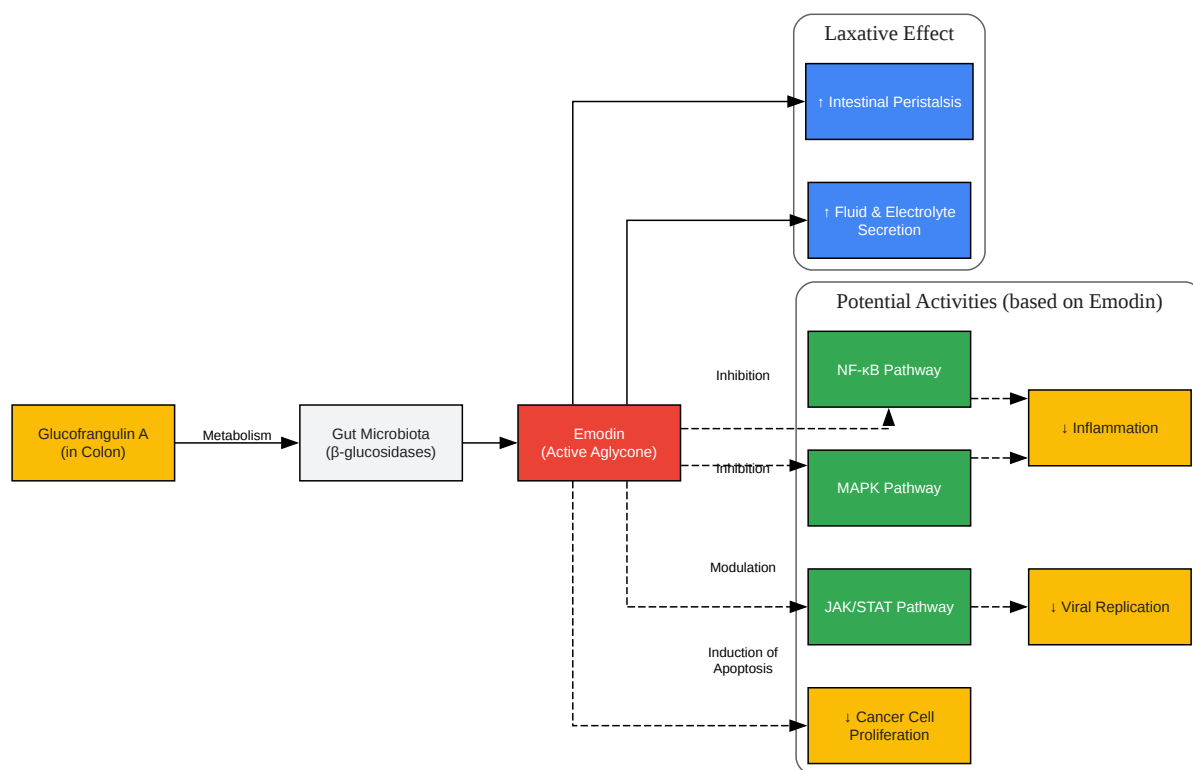 Laxative Effect
↑ Intestinal Peristalsis
↑ Fluid & Electrolyte
Secretion
Potential Activities (based on Emodin)
Inhibition
NF-κB Pathway
Glucofrangulin A
(in Colon)
Metabolism
Gut Microbiota
(β-glucosidases)
Emodin
(Active Aglycone)
↓ Inflammation
Inhibition
MAPK Pathway
Modulation
JAK/STAT Pathway
↓ Viral Replication
Induction of
Apoptosis
↓ Cancer Cell
Proliferation